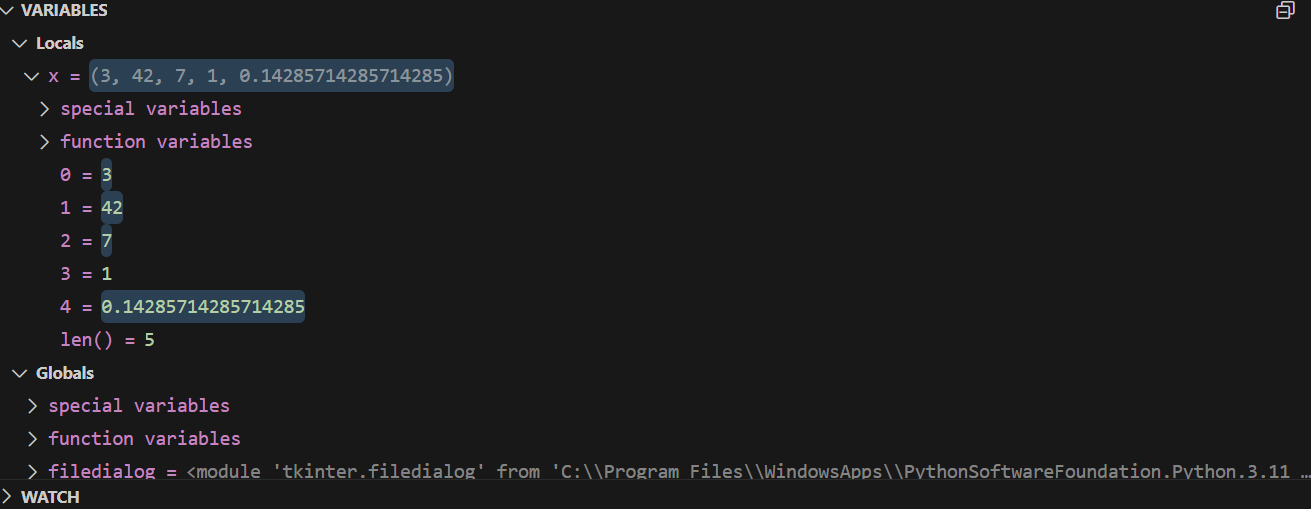 VARIABLES
Locals
x = (3, 42, 7, 1, 0.14285714285714285)
special variables
function variables
0 = 3
1 = 42
2 = 7
3 = 1
4 = 0.14285714285714285
len() = 5
Globals
special variables
function variables
filedialog = <module 'tkinter.filedialog' from 'C:\\Program Files\\WindowsApps\\PythonSoftwareFoundation.Python.3.11 …
WATCH